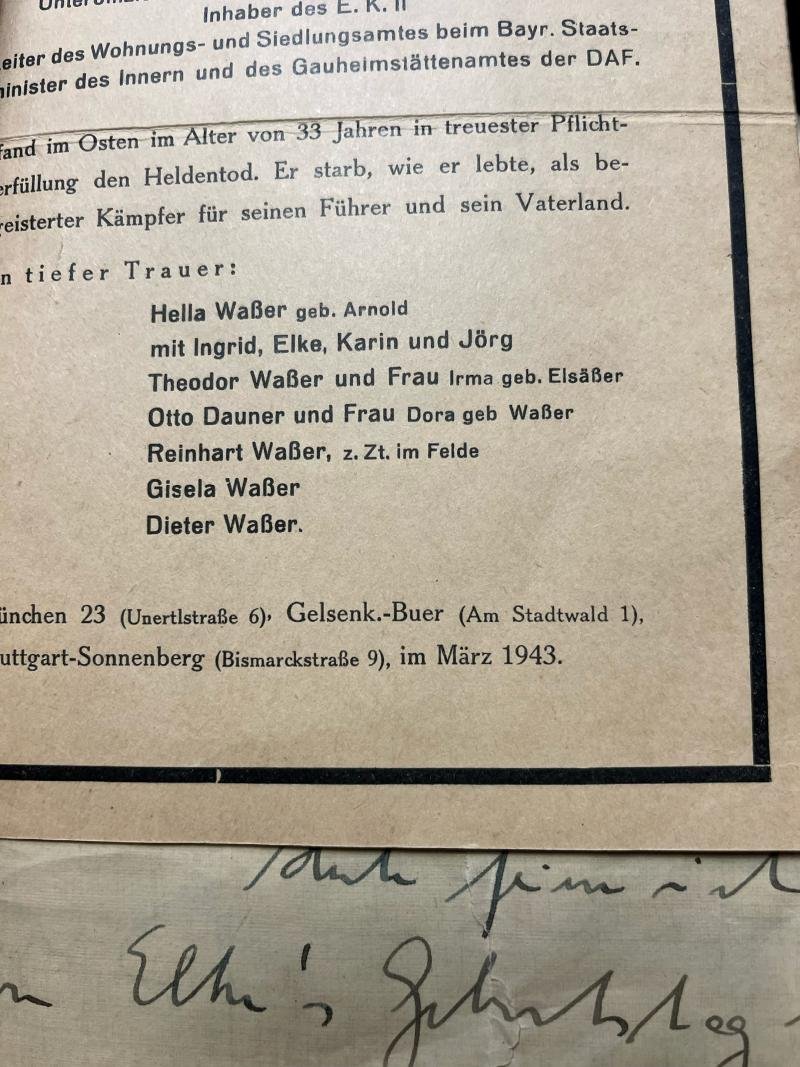 Inhaber des E. K. II
eiter des Wohnungs- und Siedlungsamtes beim Bayr. Staats-
inister des Innern und des Gauheimstättenamtes der DAF.
fand im Osten im Alter von 33 Jahren in treuester Pflicht-
erfüllung den Heldentod. Er starb, wie er lebte, als be-
geisterter Kämpfer für seinen Führer und sein Vaterland.
n tiefer Trauer:
Hella Waßer geb. Arnold
mit Ingrid, Elke, Karin und Jörg
Theodor Waßer und Frau Irma geb. Elsäßer
Otto Dauner und Frau Dora geb Waßer
Reinhart Waßer, z. Zt. im Felde
Gisela Waßer
Dieter Waßer.
ünchen 23 (Unertlstraße 6), Gelsenk.-Buer (Am Stadtwald 1),
uttgart-Sonnenberg (Bismarckstraße 9), im März 1943.
Elke's Geburtstag